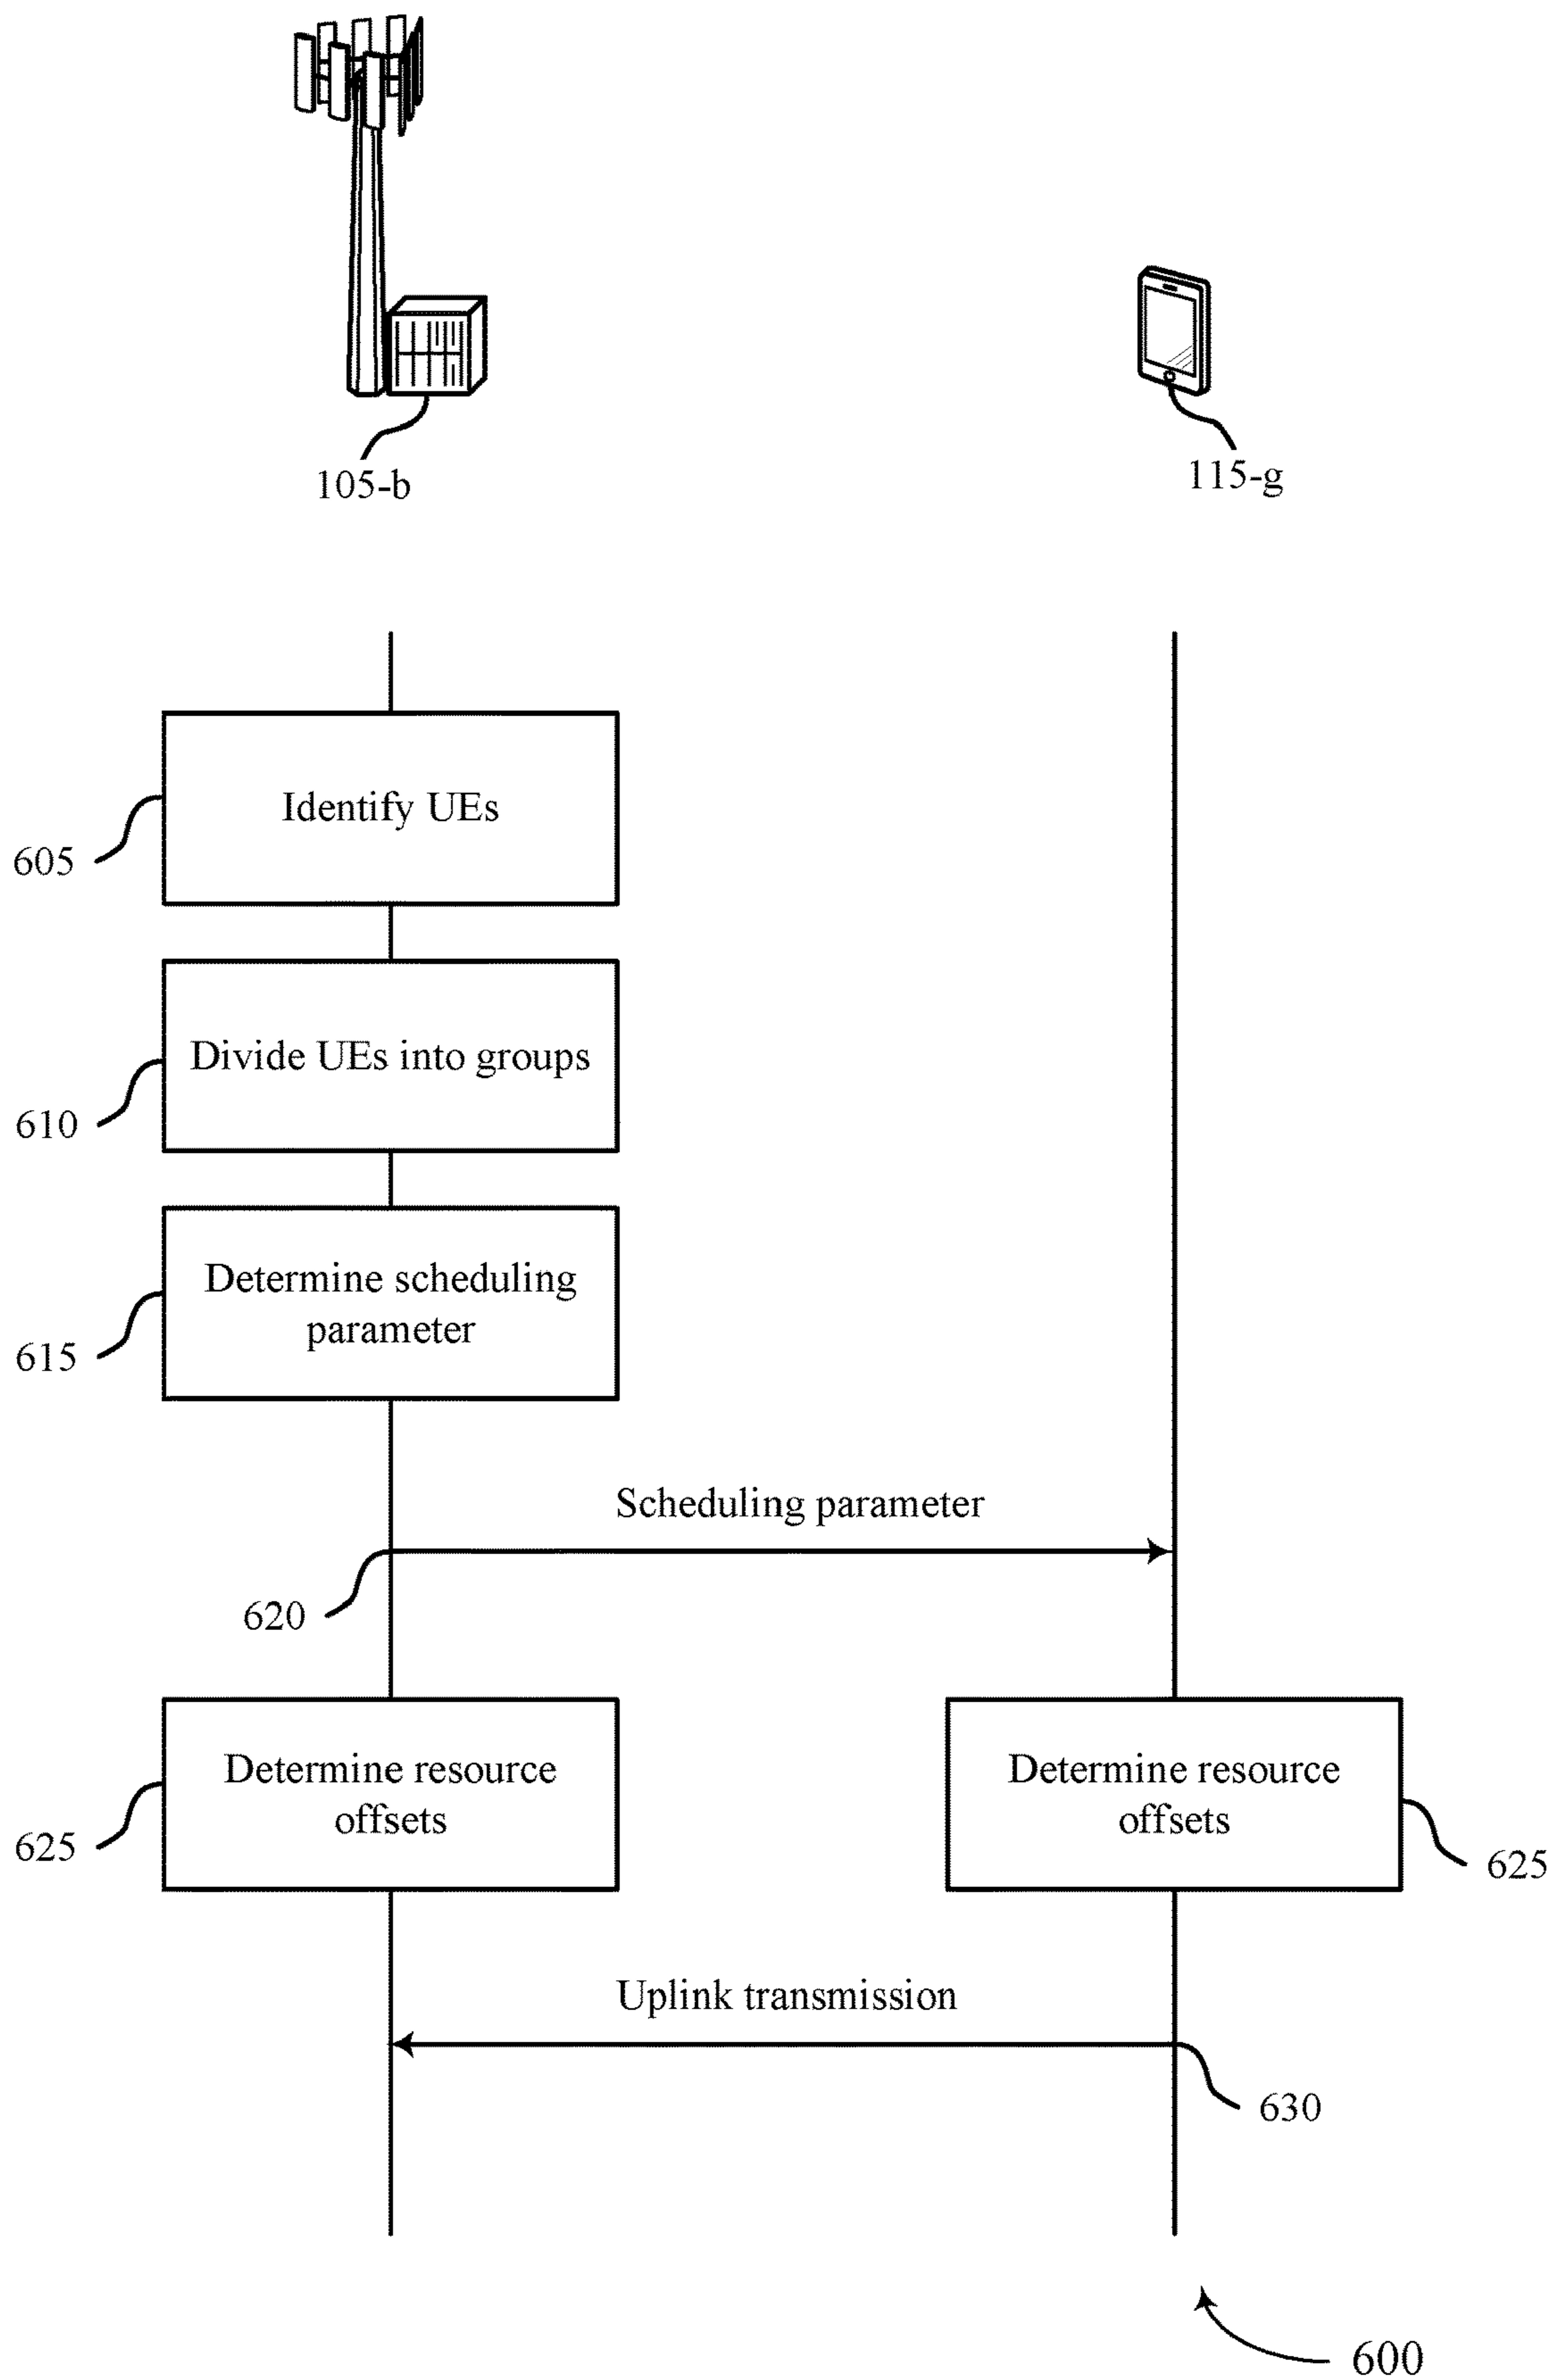 105-b
115-g
Identify UEs
605
Divide UEs into groups
610
Determine scheduling
parameter
615
Scheduling parameter
620
Determine resource
offsets
625
Determine resource
offsets
625
Uplink transmission
630
600